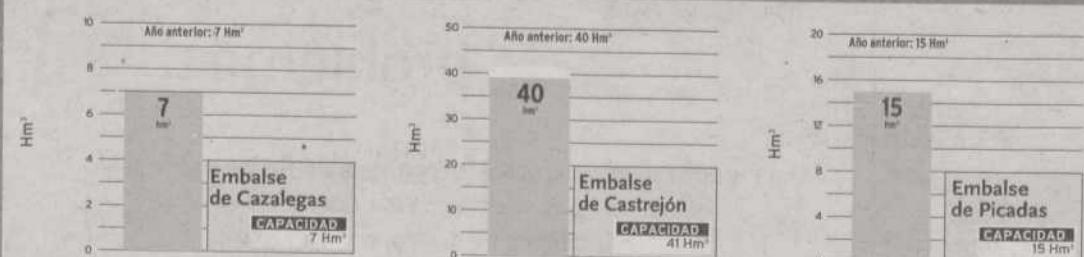 Año anterior: 7 Hm³
Hm³
10
8
6
4
2
0
7
hm³
Embalse
de Cazalegas
CAPACIDAD
7 Hm³
Año anterior: 40 Hm³
Hm³
50
40
30
20
10
0
40
hm³
Embalse
de Castrejón
CAPACIDAD
41 Hm³
Año anterior: 15 Hm³
Hm³
20
16
12
8
4
15
hm³
Embalse
de Picadas
CAPACIDAD
15 Hm³